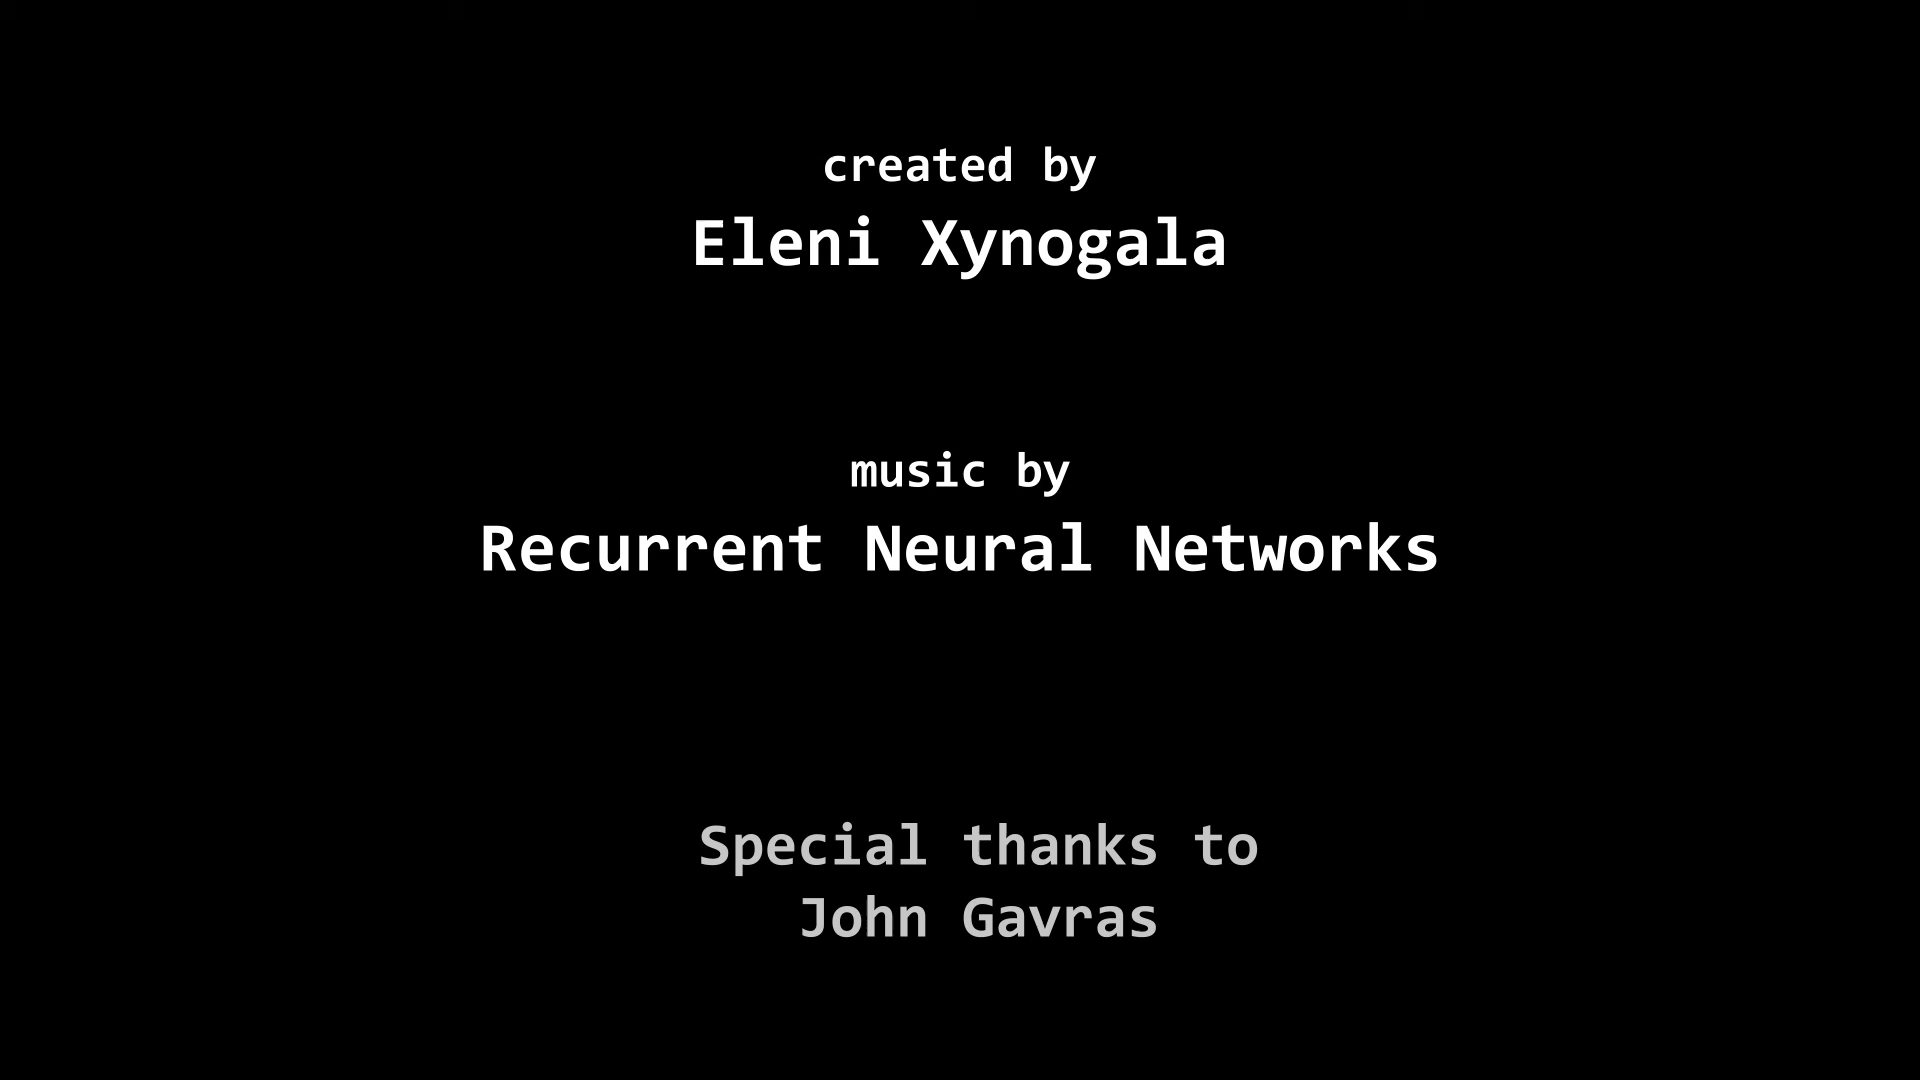 created by
Eleni Xynogala
music by
Recurrent Neural Networks
Special thanks to
John Gavras